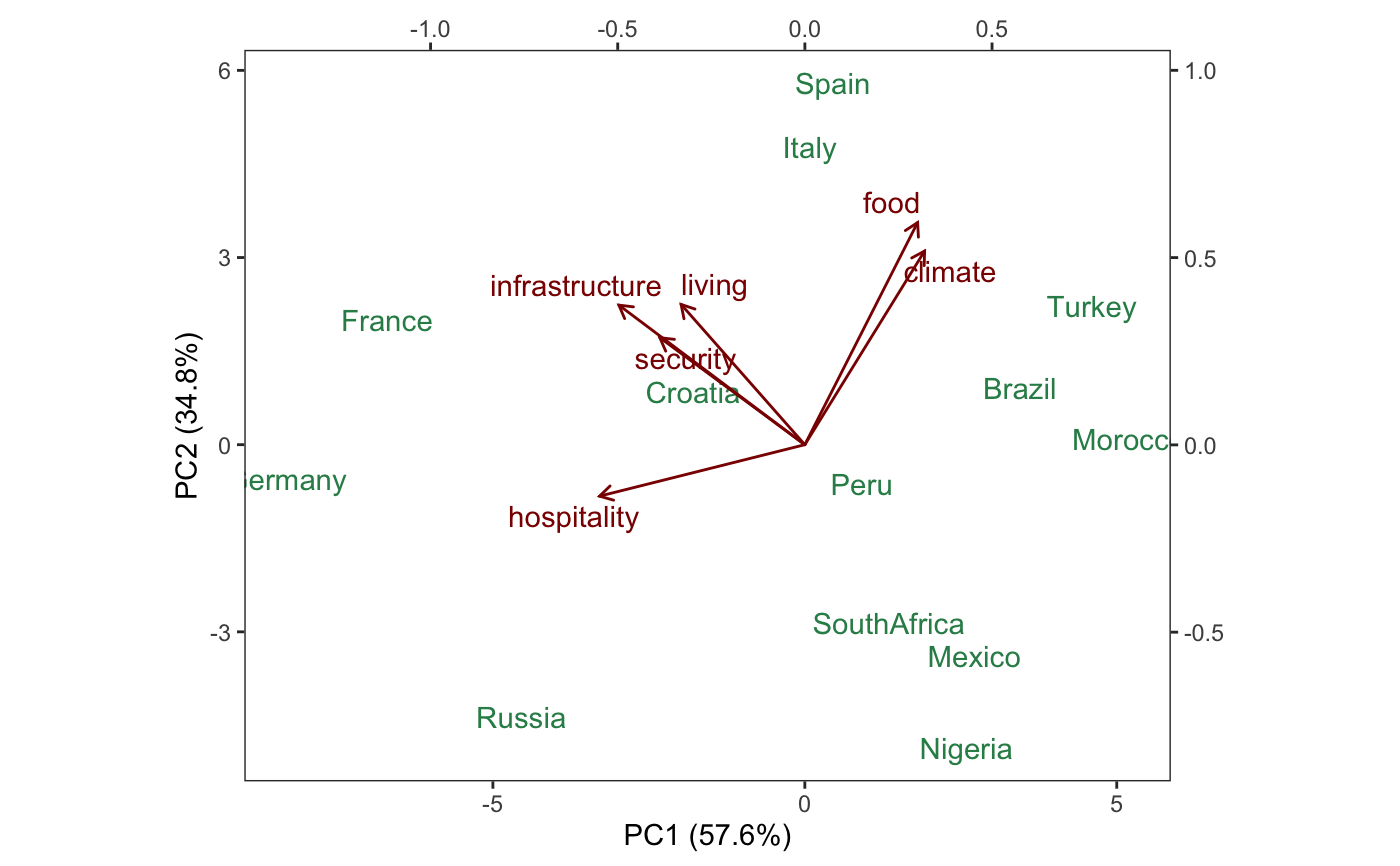 -1.0 -0.5 0.0 0.5
6 Spain 1.0
Italy
food
3 0.5
climate
infrastructure living
Turkey
France
security
Croatia Brazil
0 Morocc 0.0
ermany Peru
hospitality
-3 SouthAfrica -0.5
Mexico
Russia
Nigeria
-5 0 5
PC1 (57.6%)
PC2 (34.8%)